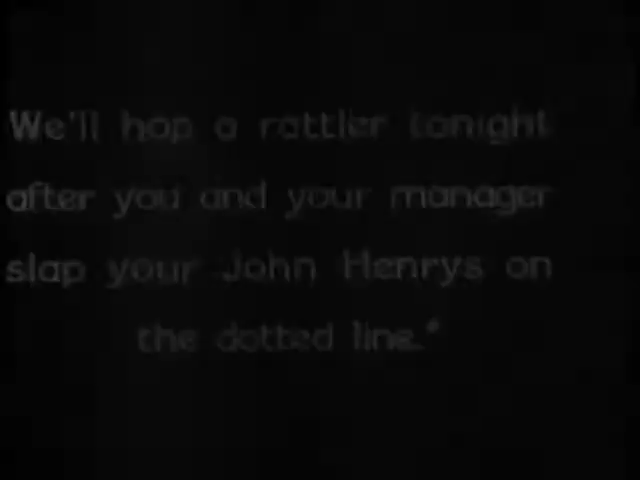 We'll hop a rattler tonight
after you and your manager
slap your John Henrys on
the dotted line."